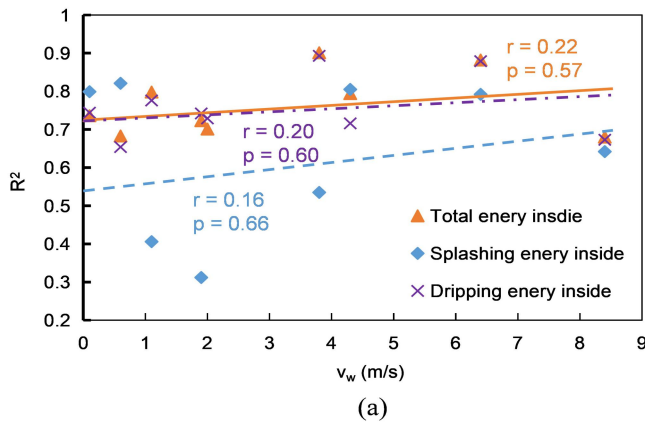 1
0.9
0.8
0.7
0.6
0.5
0.4
0.3
0.2
R²
r = 0.22
p = 0.57
r = 0.20
p = 0.60
r = 0.16
p = 0.66
Total enery insdie
Splashing enery inside
Dripping enery inside
0 1 2 3 4 5 6 7 8 9
v_w (m/s)
(a)